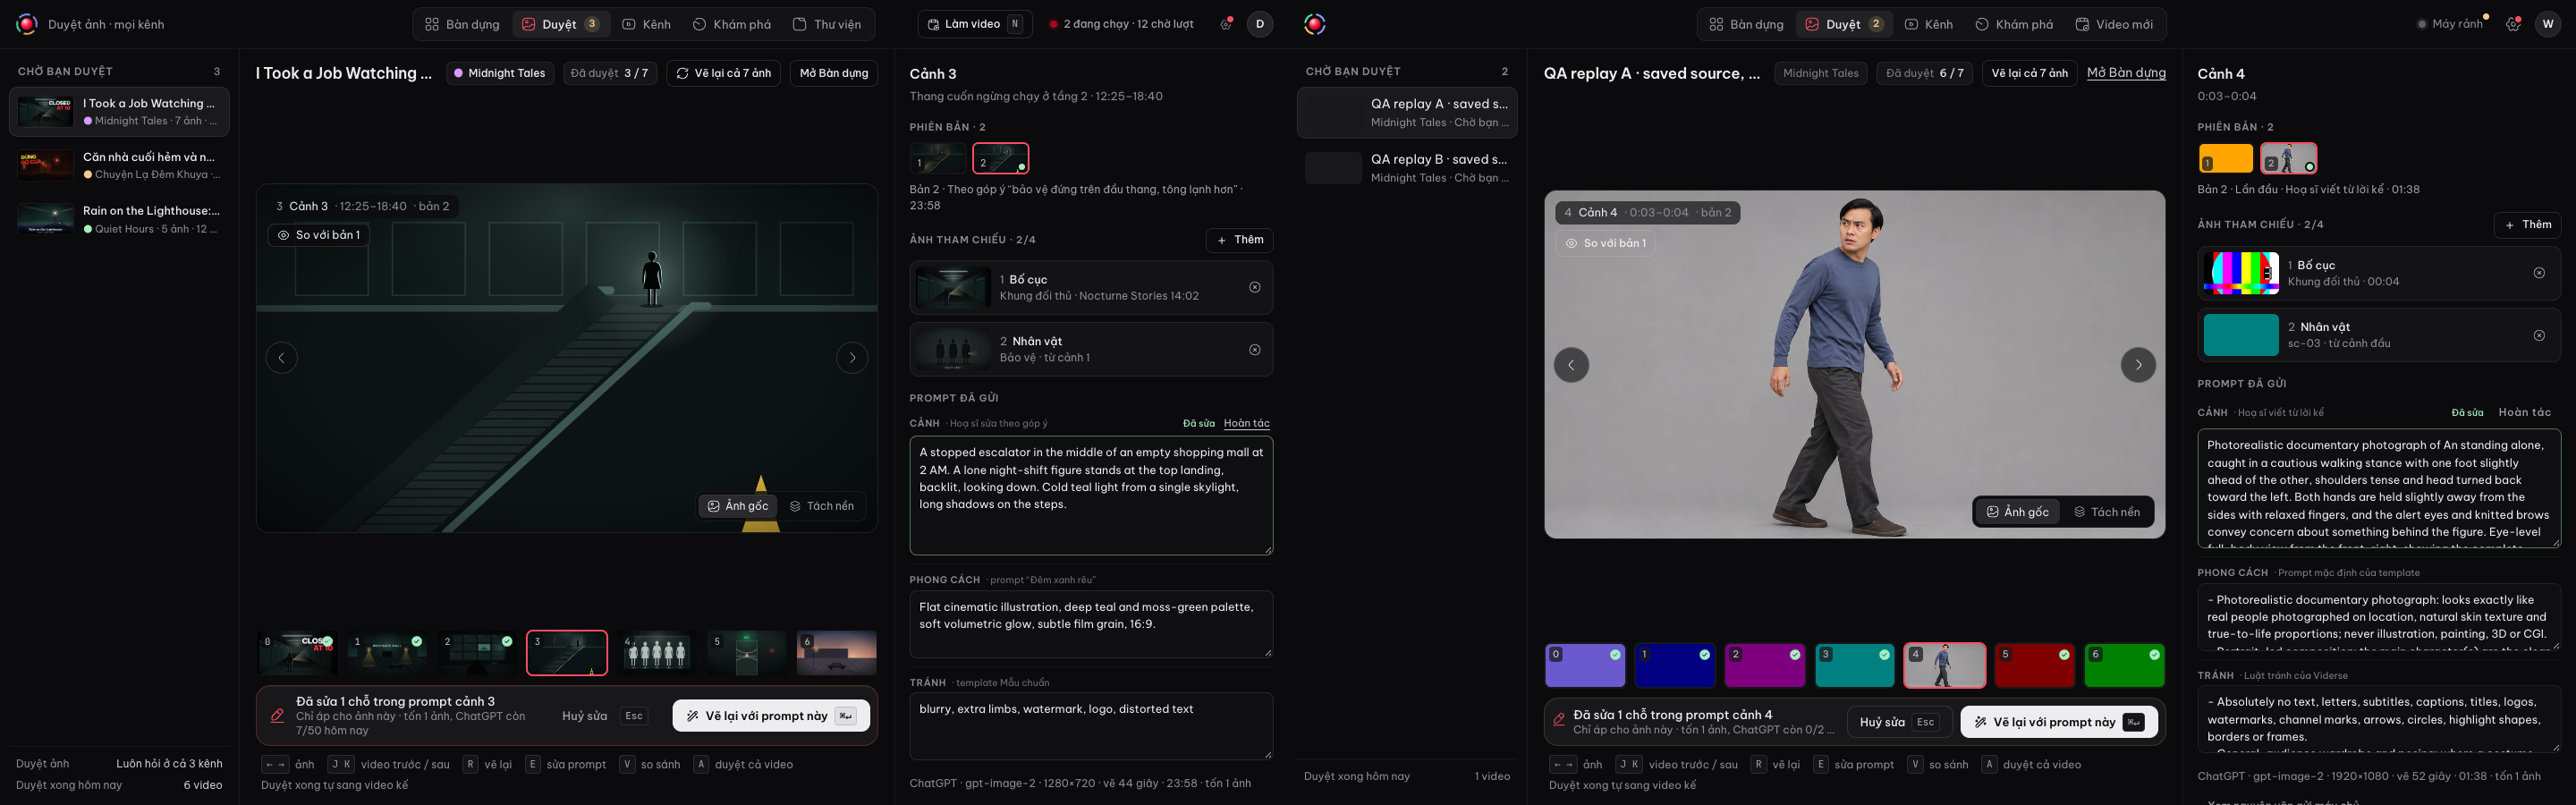 Duyệt ảnh · mọi kênh
Bàn dựng
Duyệt 3
Kênh
Khám phá
Thư viện
Làm video N
2 đang chạy · 12 chờ lượt
D
CHỜ BẠN DUYỆT 3
I Took a Job Watching ...
Midnight Tales · 7 ảnh · ...
Căn nhà cuối hẻm và n...
Chuyện Lạ Đêm Khuya ·...
Rain on the Lighthouse:...
Quiet Hours · 5 ảnh · 12 ...
Duyệt ảnh Luôn hỏi ở cả 3 kênh
Duyệt xong hôm nay 6 video
I Took a Job Watching ...
Midnight Tales
Đã duyệt 3 / 7
Vẽ lại cả 7 ảnh
Mở Bàn dựng
3 Cảnh 3 · 12:25–18:40 · bản 2
So với bản 1
Ảnh gốc
Tách nền
0
1
2
3
4
5
6
Đã sửa 1 chỗ trong prompt cảnh 3
Chỉ áp cho ảnh này · tốn 1 ảnh, ChatGPT còn
7/50 hôm nay
Huỷ sửa Esc
Vẽ lại với prompt này ⌘↵
← → ảnh
J K video trước / sau
R vẽ lại
E sửa prompt
V so sánh
A duyệt cả video
Duyệt xong tự sang video kế
Cảnh 3
Thang cuốn ngừng chạy ở tầng 2 · 12:25–18:40
PHIÊN BẢN · 2
1
2
Bản 2 · Theo góp ý “bảo vệ đứng trên đầu thang, tông lạnh hơn” ·
23:58
ẢNH THAM CHIẾU · 2/4
+ Thêm
1 Bố cục
Khung đối thủ · Nocturne Stories 14:02
2 Nhân vật
Bảo vệ · từ cảnh 1
PROMPT ĐÃ GỬI
CẢNH · Hoạ sĩ sửa theo góp ý
Đã sửa Hoàn tác
A stopped escalator in the middle of an empty shopping mall at
2 AM. A lone night-shift figure stands at the top landing,
backlit, looking down. Cold teal light from a single skylight,
long shadows on the steps.
PHONG CÁCH · prompt “Đêm xanh rêu”
Flat cinematic illustration, deep teal and moss-green palette,
soft volumetric glow, subtle film grain, 16:9.
TRÁNH · template Mẫu chuẩn
blurry, extra limbs, watermark, logo, distorted text
ChatGPT · gpt-image-2 · 1280×720 · vẽ 44 giây · 23:58 · tốn 1 ảnh
Bàn dựng
Duyệt 2
Kênh
Khám phá
Video mới
Máy rảnh
W
CHỜ BẠN DUYỆT 2
QA replay A · saved s...
Midnight Tales · Chờ bạn ...
QA replay B · saved s...
Midnight Tales · Chờ bạn ...
Duyệt xong hôm nay 1 video
QA replay A · saved source, ...
Midnight Tales
Đã duyệt 6 / 7
Vẽ lại cả 7 ảnh
Mở Bàn dựng
4 Cảnh 4 · 0:03–0:04 · bản 2
So với bản 1
Ảnh gốc
Tách nền
0
1
2
3
4
5
6
Đã sửa 1 chỗ trong prompt cảnh 4
Chỉ áp cho ảnh này · tốn 1 ảnh, ChatGPT còn 0/2 ...
Huỷ sửa Esc
Vẽ lại với prompt này ⌘↵
← → ảnh
J K video trước / sau
R vẽ lại
E sửa prompt
V so sánh
A duyệt cả video
Duyệt xong tự sang video kế
Cảnh 4
0:03–0:04
PHIÊN BẢN · 2
1
2
Bản 2 · Lần đầu · Hoạ sĩ viết từ lời kể · 01:38
ẢNH THAM CHIẾU · 2/4
+ Thêm
1 Bố cục
Khung đối thủ · 00:04
2 Nhân vật
sc-03 · từ cảnh đầu
PROMPT ĐÃ GỬI
CẢNH · Hoạ sĩ viết từ lời kể
Đã sửa Hoàn tác
Photorealistic documentary photograph of An standing alone,
caught in a cautious walking stance with one foot slightly
ahead of the other, shoulders tense and head turned back
toward the left. Both hands are held slightly away from the
sides with relaxed fingers, and the alert eyes and knitted brows
convey concern about something behind the figure. Eye-level
PHONG CÁCH · Prompt mặc định của template
- Photorealistic documentary photograph: looks exactly like
real people photographed on location, natural skin texture and
true-to-life proportions; never illustration, painting, 3D or CGI.
TRÁNH · Luật tránh của Viderse
- Absolutely no text, letters, subtitles, captions, titles, logos,
watermarks, channel marks, arrows, circles, highlight shapes,
borders or frames.
ChatGPT · gpt-image-2 · 1920×1080 · vẽ 52 giây · 01:38 · tốn 1 ảnh